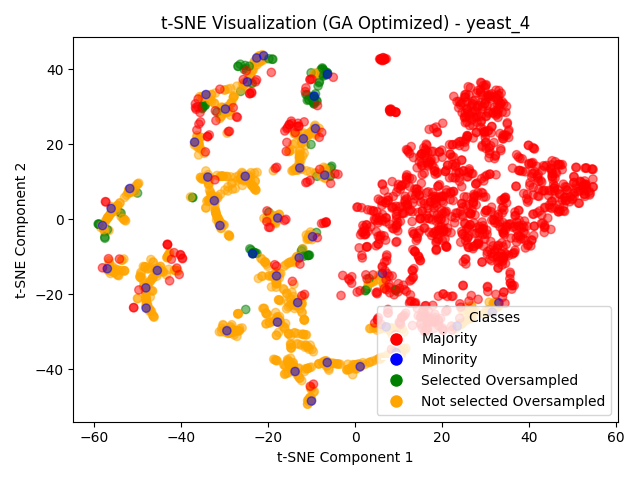 t-SNE Visualization (GA Optimized) - yeast_4
t-SNE Component 2
40
20
0
−20
−40
Classes
Majority
Minority
Selected Oversampled
Not selected Oversampled
−60
−40
−20
0
20
40
60
t-SNE Component 1